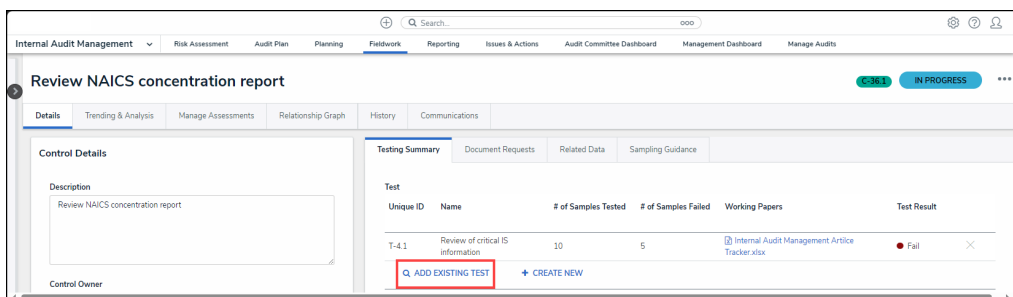 Search...
ooo
Internal Audit Management
Risk Assessment Audit Plan Planning Fieldwork Reporting Issues & Actions Audit Committee Dashboard Management Dashboard Manage Audits
Review NAICS concentration report
C-36.1 IN PROGRESS
Details Trending & Analysis Manage Assessments Relationship Graph History Communications
Control Details
Description
Review NAICS concentration report
Control Owner
Testing Summary Document Requests Related Data Sampling Guidance
Test
Unique ID Name # of Samples Tested # of Samples Failed Working Papers Test Result
T-4.1 Review of critical IS information 10 5 Internal Audit Management Artilce Tracker.xlsx Fail
ADD EXISTING TEST + CREATE NEW